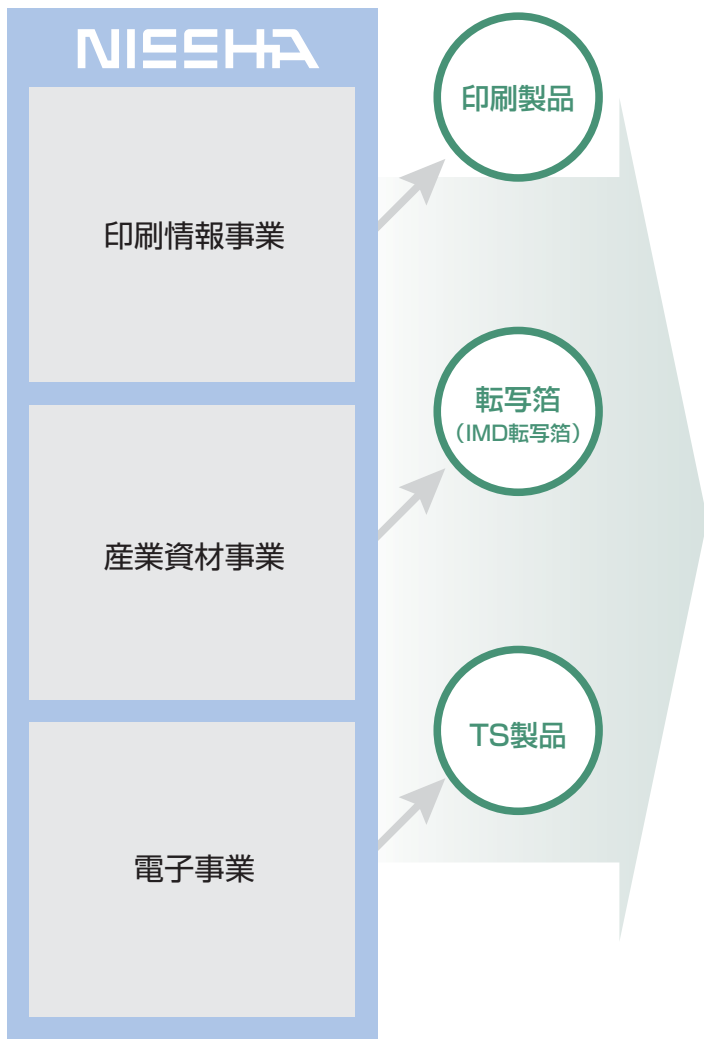 NISSHA
印刷製品
印刷情報事業
転写箔
（IMD転写箔）
産業資材事業
TS製品
電子事業